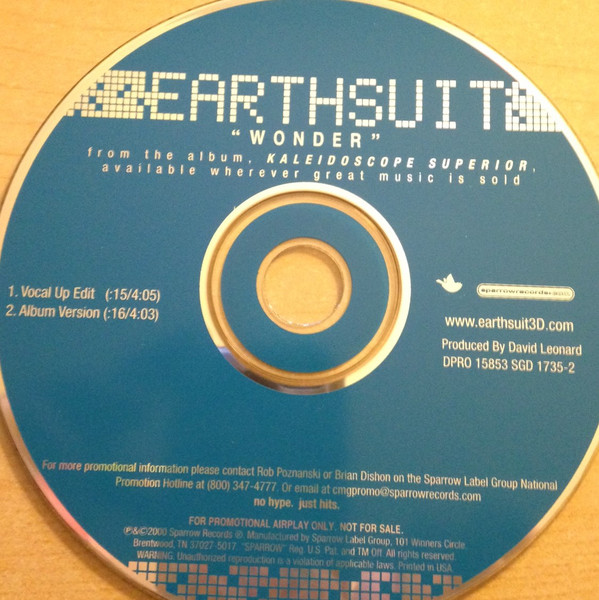 EARTHSUIT
"WONDER"
from the album, KALEIDOSCOPE SUPERIOR,
available wherever great music is sold
1. Vocal Up Edit (:15/4:05)
2. Album Version (:16/4:03)
sparrowrecords.com
www.earthsuit3D.com
Produced By David Leonard
DPRO 15853 SGD 1735-2
For more promotional information please contact Rob Poznanski or Brian Dishon on the Sparrow Label Group National
Promotion Hotline at (800) 347-4777. Or email at cmgpromo@sparrowrecords.com
no hype. just hits.
FOR PROMOTIONAL AIRPLAY ONLY. NOT FOR SALE.
℗&©2000 Sparrow Records ®. Manufactured by Sparrow Label Group, 101 Winners Circle,
Brentwood, TN 37027-5017. "SPARROW" Reg. U.S. Pat. and TM Off. All rights reserved.
WARNING: Unauthorized reproduction is a violation of applicable laws. Printed in USA.